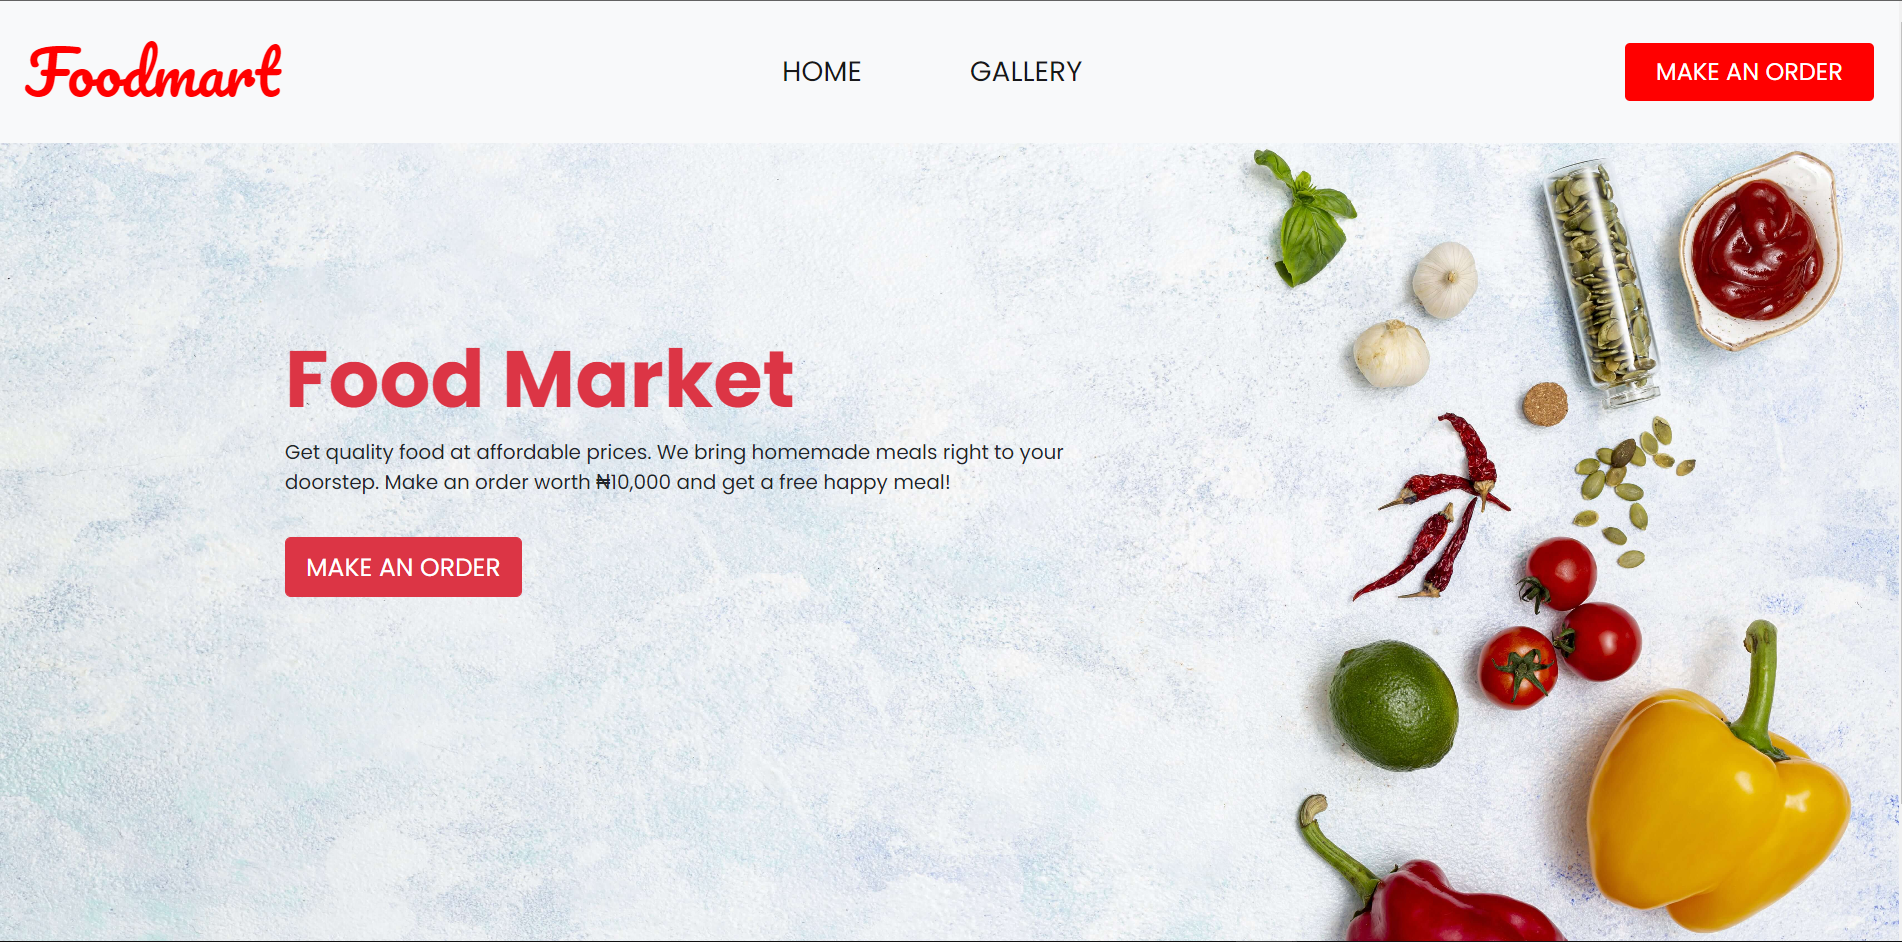 Foodmart
HOME
GALLERY
MAKE AN ORDER
Food Market
Get quality food at affordable prices. We bring homemade meals right to your
doorstep. Make an order worth ₦10,000 and get a free happy meal!
MAKE AN ORDER